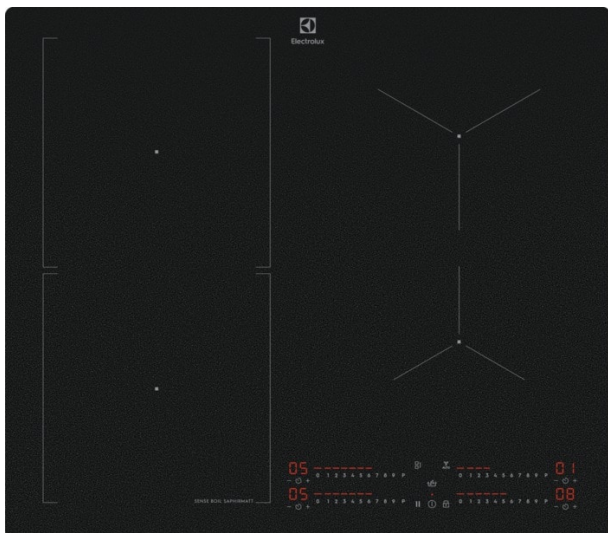 Electrolux
05 0 1 2 3 4 5 6 7 8 9 P 0 1 2 3 4 5 6 7 8 9 P 01
- + - +
05 0 1 2 3 4 5 6 7 8 9 P 0 1 2 3 4 5 6 7 8 9 P 08
- + - +
SENSE BOIL SAPHIRMATT